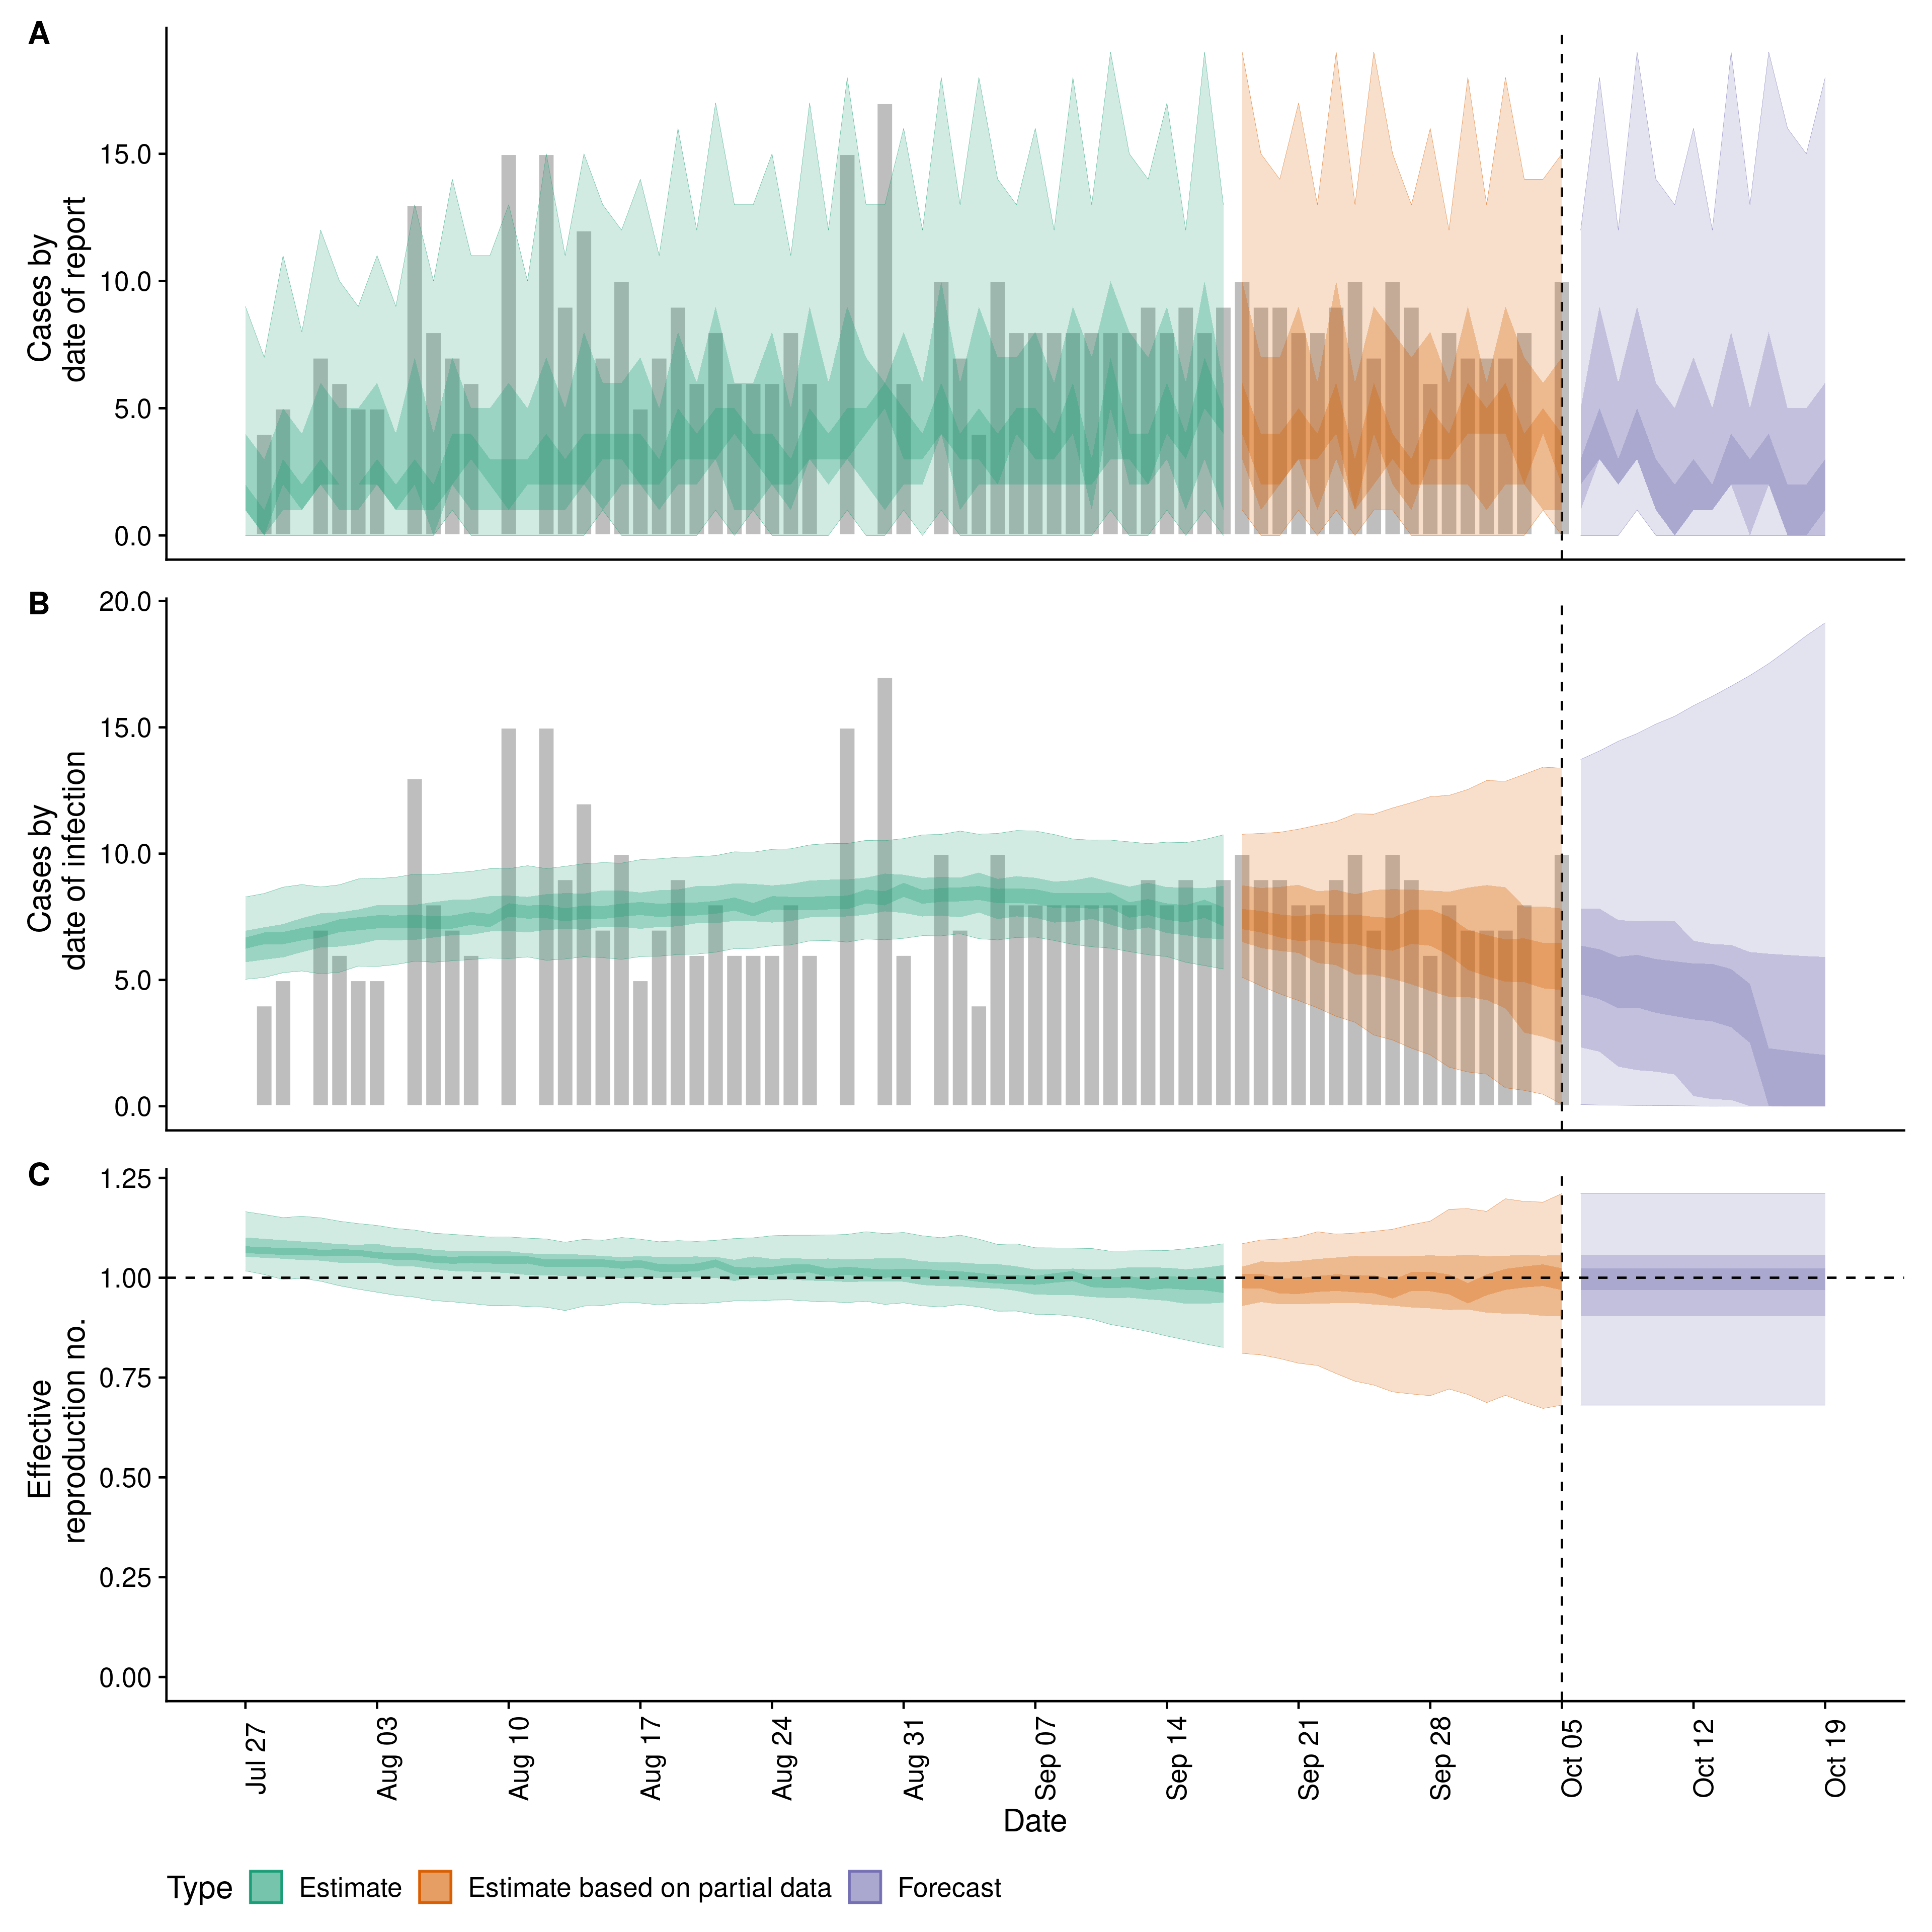 A
15.0
10.0
5.0
0.0
Cases by
date of report
B
20.0
15.0
10.0
5.0
0.0
Cases by
date of infection
C
1.25
1.00
0.75
0.50
0.25
0.00
Effective
reproduction no.
Jul 27
Aug 03
Aug 10
Aug 17
Aug 24
Aug 31
Sep 07
Sep 14
Sep 21
Sep 28
Oct 05
Oct 12
Oct 19
Date
Type Estimate Estimate based on partial data Forecast